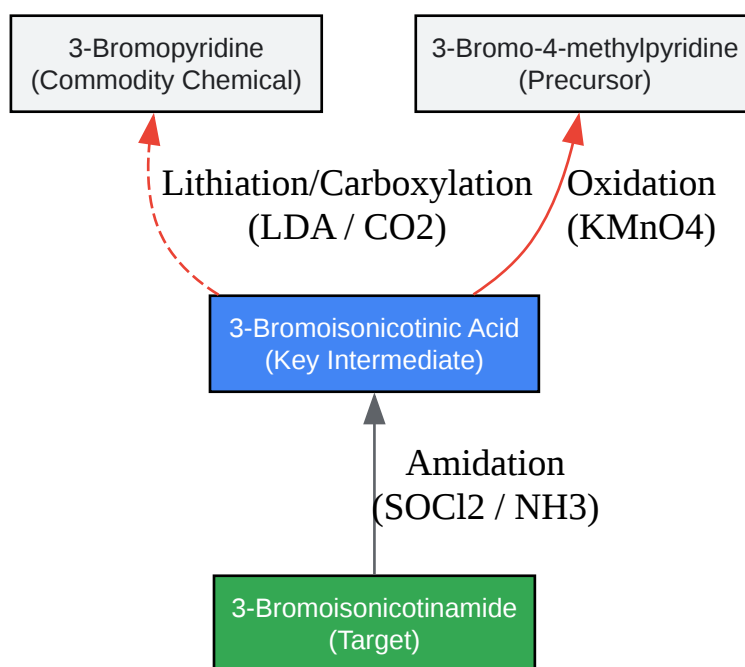 3-Bromopyridine
(Commodity Chemical)
3-Bromo-4-methylpyridine
(Precursor)
Lithiation/Carboxylation
(LDA / CO2)
Oxidation
(KMnO4)
3-Bromoisonicotinic Acid
(Key Intermediate)
Amidation
(SOCl2 / NH3)
3-Bromoisonicotinamide
(Target)